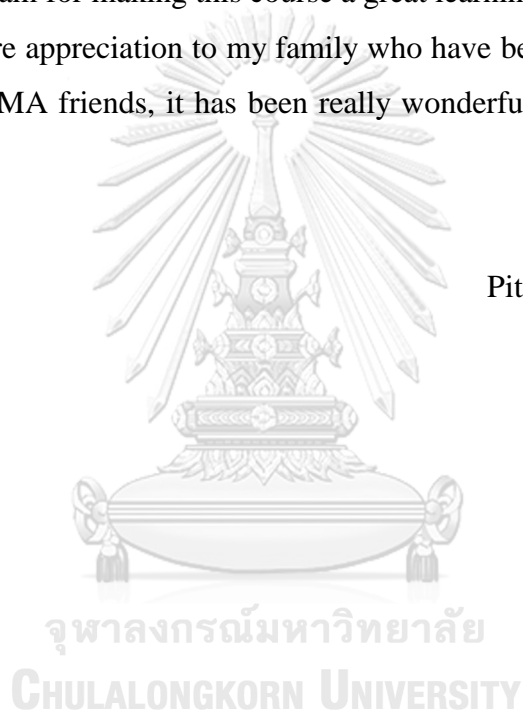 am for making this course a great learnin
re appreciation to my family who have be
MA friends, it has been really wonderfu
Pit
จุฬาลงกรณ์มหาวิทยาลัย
CHULALONGKORN UNIVERSITY